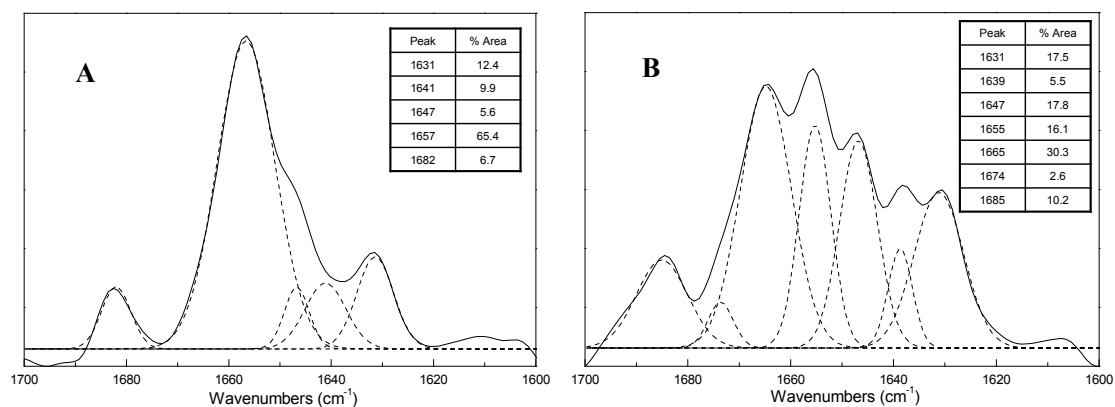 A
Peak % Area
1631 12.4
1641 9.9
1647 5.6
1657 65.4
1682 6.7
1700 1680 1660 1640 1620 1600
Wavenumbers (cm-1)
B
Peak % Area
1631 17.5
1639 5.5
1647 17.8
1655 16.1
1665 30.3
1674 2.6
1685 10.2
1700 1680 1660 1640 1620 1600
Wavenumbers (cm-1)